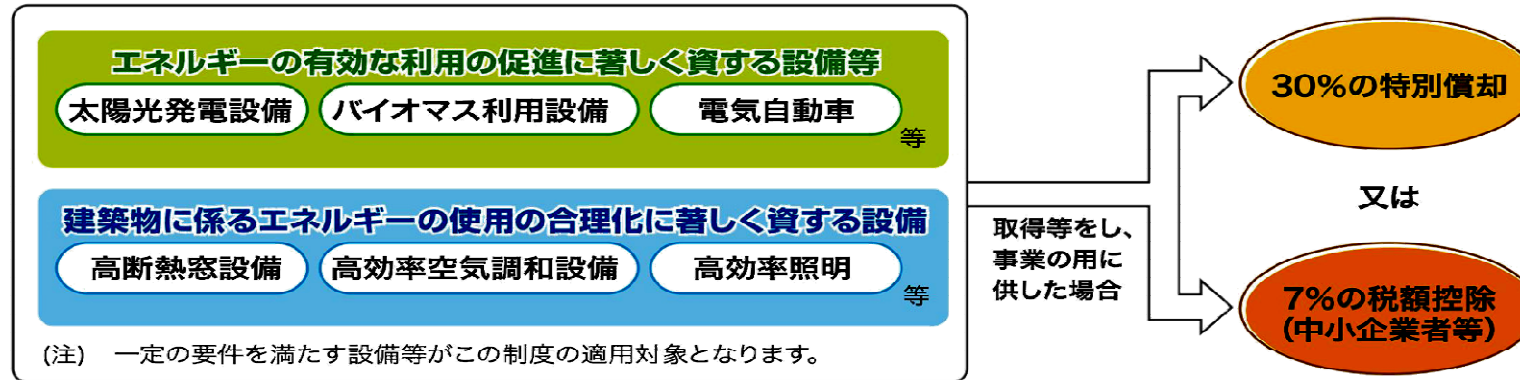 エネルギーの有効な利用の促進に著しく資する設備等
太陽光発電設備
バイオマス利用設備
電気自動車
等
建築物に係るエネルギーの使用の合理化に著しく資する設備
高断熱窓設備
高効率空気調和設備
高効率照明
等
(注) 一定の要件を満たす設備等がこの制度の適用対象となります。
取得等をし、
事業の用に
供した場合
30%の特別償却
又は
7%の税額控除
(中小企業者等)